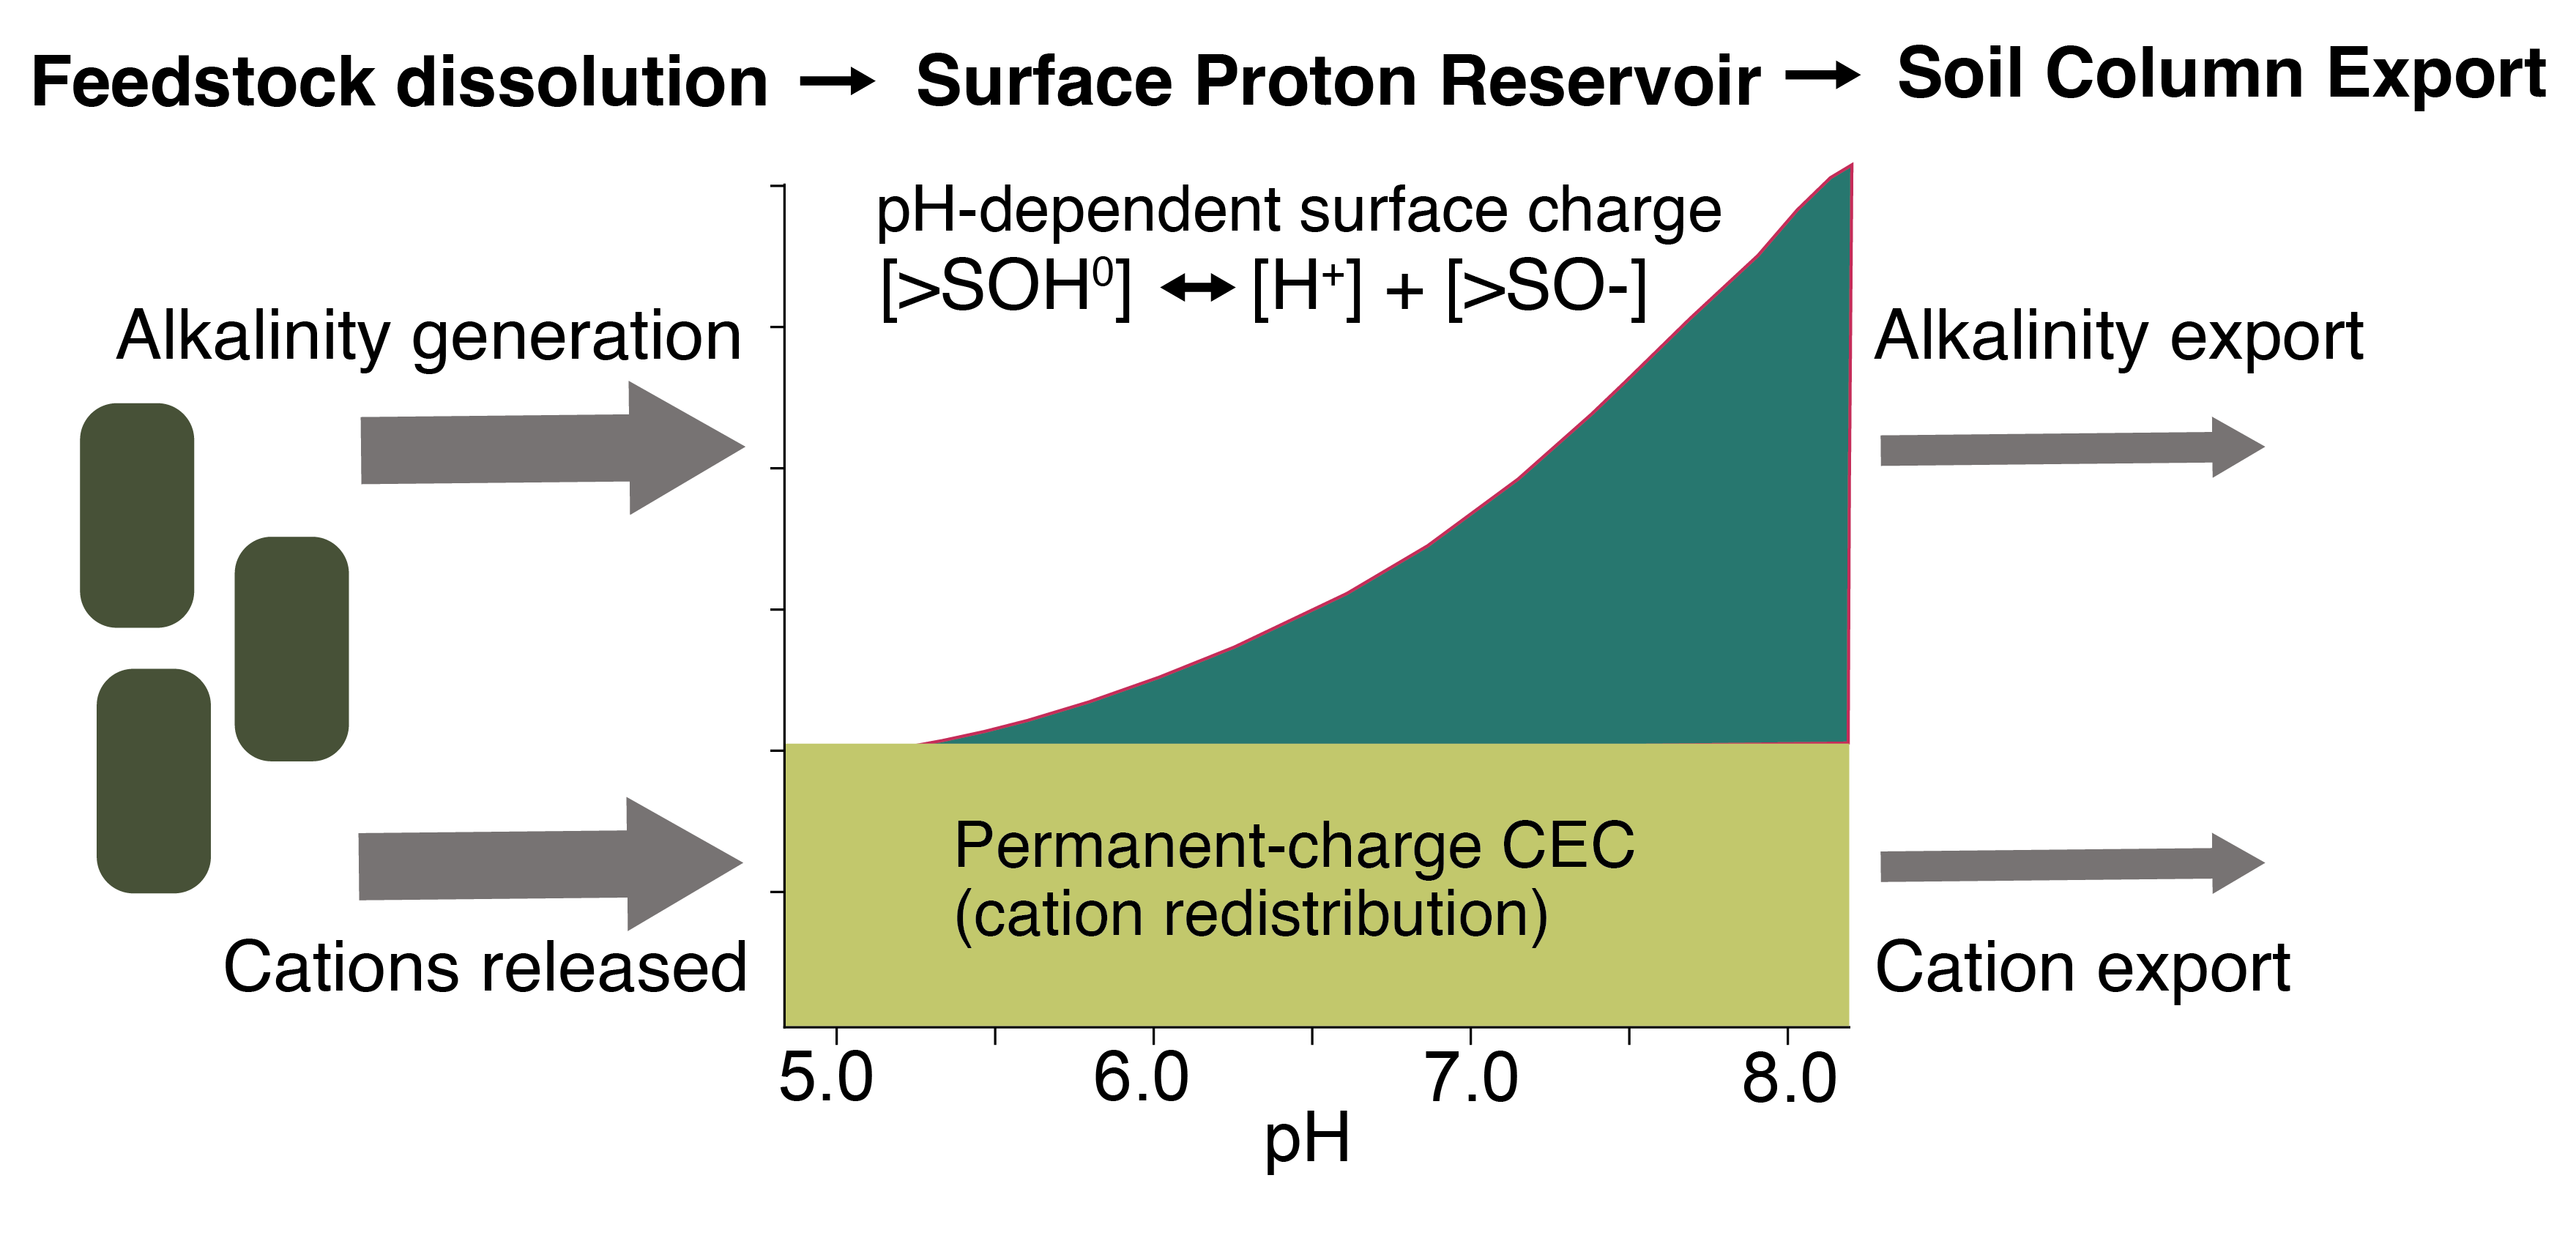 Feedstock dissolution → Surface Proton Reservoir → Soil Column Export
pH-dependent surface charge
[>SOH⁰] ↔ [H⁺] + [>SO-]
Alkalinity generation
Alkalinity export
Permanent-charge CEC
(cation redistribution)
Cations released
Cation export
5.0 6.0 7.0 8.0
pH